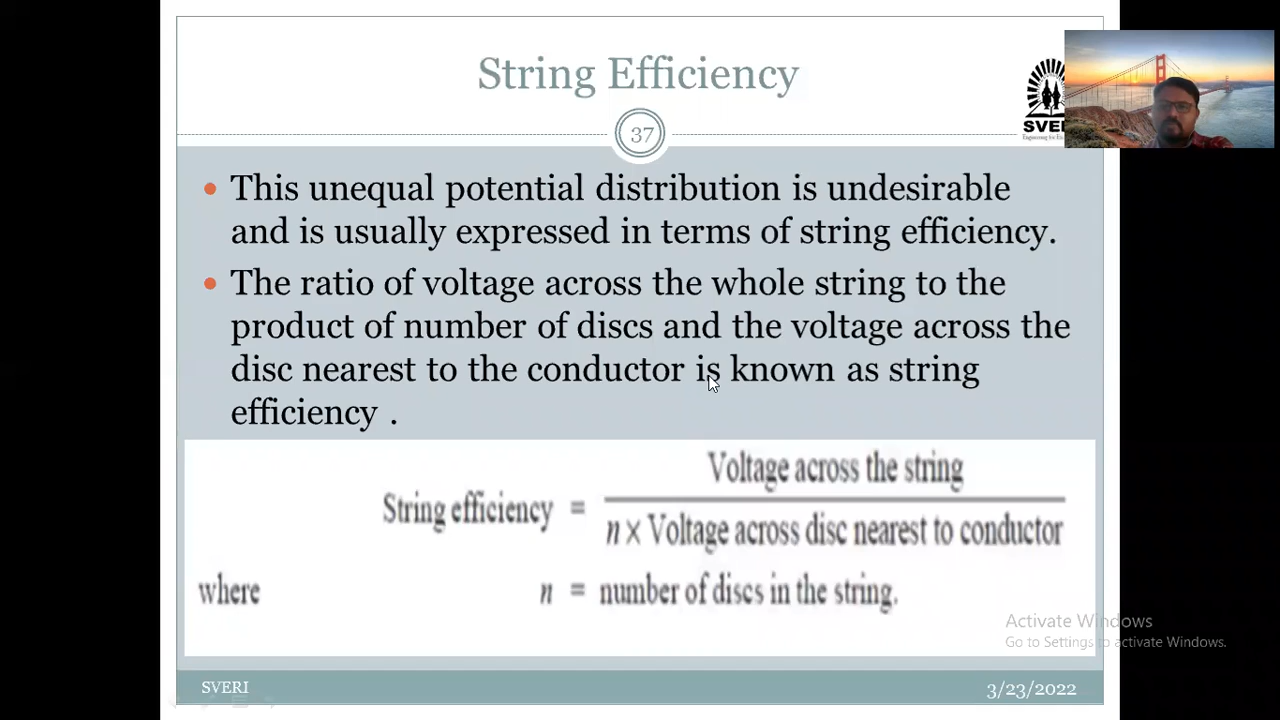 String Efficiency
37
SVERI
This unequal potential distribution is undesirable
and is usually expressed in terms of string efficiency.
The ratio of voltage across the whole string to the
product of number of discs and the voltage across the
disc nearest to the conductor is known as string
efficiency .
Voltage across the string
String efficiency =
n × Voltage across disc nearest to conductor
where n = number of discs in the string.
Activate Windows
Go to Settings to activate Windows.
SVERI
3/23/2022